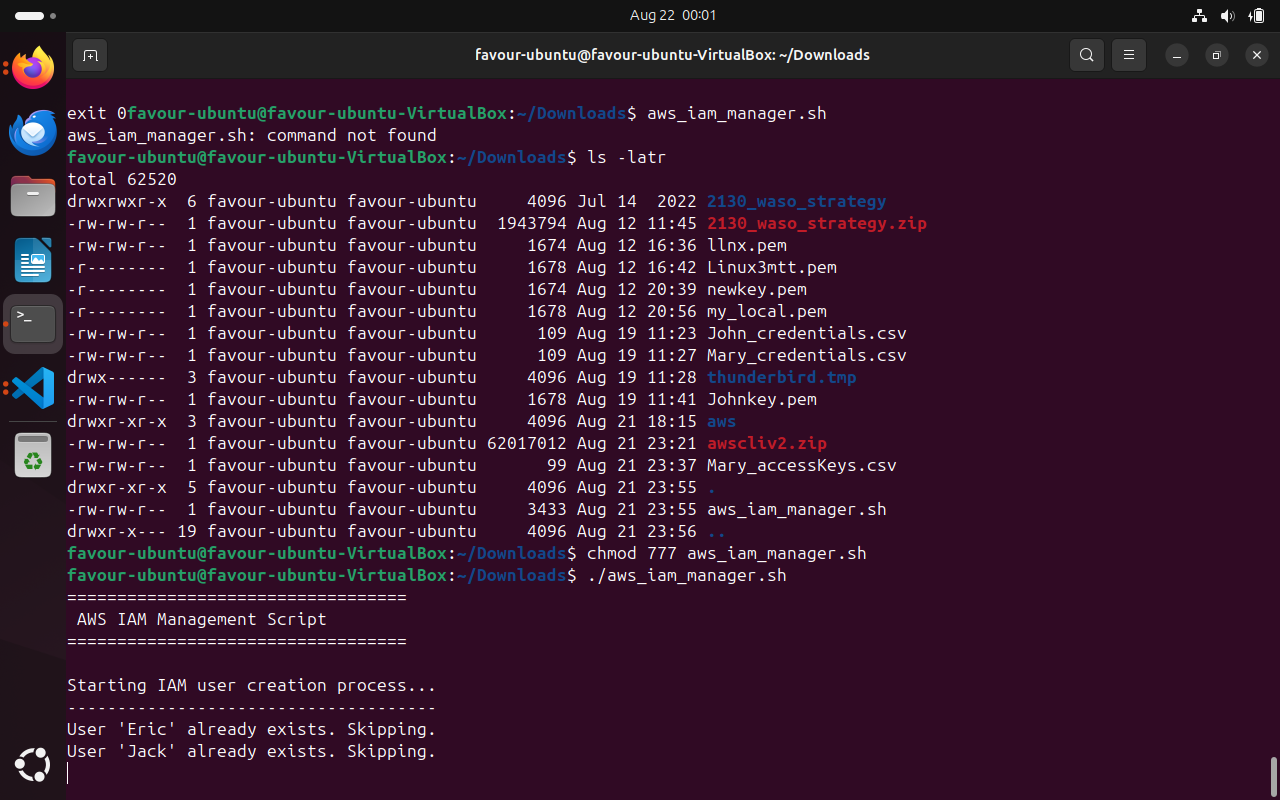 Aug 22 00:01
favour-ubuntu@favour-ubuntu-VirtualBox: ~/Downloads
exit 0favour-ubuntu@favour-ubuntu-VirtualBox:~/Downloads$ aws_iam_manager.sh
aws_iam_manager.sh: command not found
favour-ubuntu@favour-ubuntu-VirtualBox:~/Downloads$ ls -latr
total 62520
drwxrwxr-x  6 favour-ubuntu favour-ubuntu     4096 Jul 14  2022 2130_waso_strategy
-rw-rw-r--  1 favour-ubuntu favour-ubuntu  1943794 Aug 12 11:45 2130_waso_strategy.zip
-rw-rw-r--  1 favour-ubuntu favour-ubuntu     1674 Aug 12 16:36 llnx.pem
-r--------  1 favour-ubuntu favour-ubuntu     1678 Aug 12 16:42 Linux3mtt.pem
-r--------  1 favour-ubuntu favour-ubuntu     1674 Aug 12 20:39 newkey.pem
-r--------  1 favour-ubuntu favour-ubuntu     1678 Aug 12 20:56 my_local.pem
-rw-rw-r--  1 favour-ubuntu favour-ubuntu      109 Aug 19 11:23 John_credentials.csv
-rw-rw-r--  1 favour-ubuntu favour-ubuntu      109 Aug 19 11:27 Mary_credentials.csv
drwx------  3 favour-ubuntu favour-ubuntu     4096 Aug 19 11:28 thunderbird.tmp
-rw-rw-r--  1 favour-ubuntu favour-ubuntu     1678 Aug 19 11:41 Johnkey.pem
drwxr-xr-x  3 favour-ubuntu favour-ubuntu     4096 Aug 21 18:15 aws
-rw-rw-r--  1 favour-ubuntu favour-ubuntu 62017012 Aug 21 23:21 awscliv2.zip
-rw-rw-r--  1 favour-ubuntu favour-ubuntu       99 Aug 21 23:37 Mary_accessKeys.csv
drwxr-xr-x  5 favour-ubuntu favour-ubuntu     4096 Aug 21 23:55 .
-rw-rw-r--  1 favour-ubuntu favour-ubuntu     3433 Aug 21 23:55 aws_iam_manager.sh
drwxr-x--- 19 favour-ubuntu favour-ubuntu     4096 Aug 21 23:56 ..
favour-ubuntu@favour-ubuntu-VirtualBox:~/Downloads$ chmod 777 aws_iam_manager.sh
favour-ubuntu@favour-ubuntu-VirtualBox:~/Downloads$ ./aws_iam_manager.sh
==================================
 AWS IAM Management Script
==================================
Starting IAM user creation process...
-------------------------------------
User 'Eric' already exists. Skipping.
User 'Jack' already exists. Skipping.